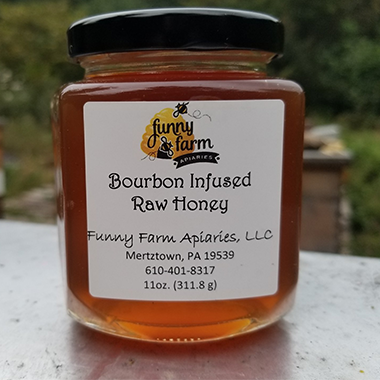 funny
farm
APIARIES
Bourbon Infused
Raw Honey
Funny Farm Apiaries, LLC
Mertztown, PA 19539
610-401-8317
11oz. (311.8 g)